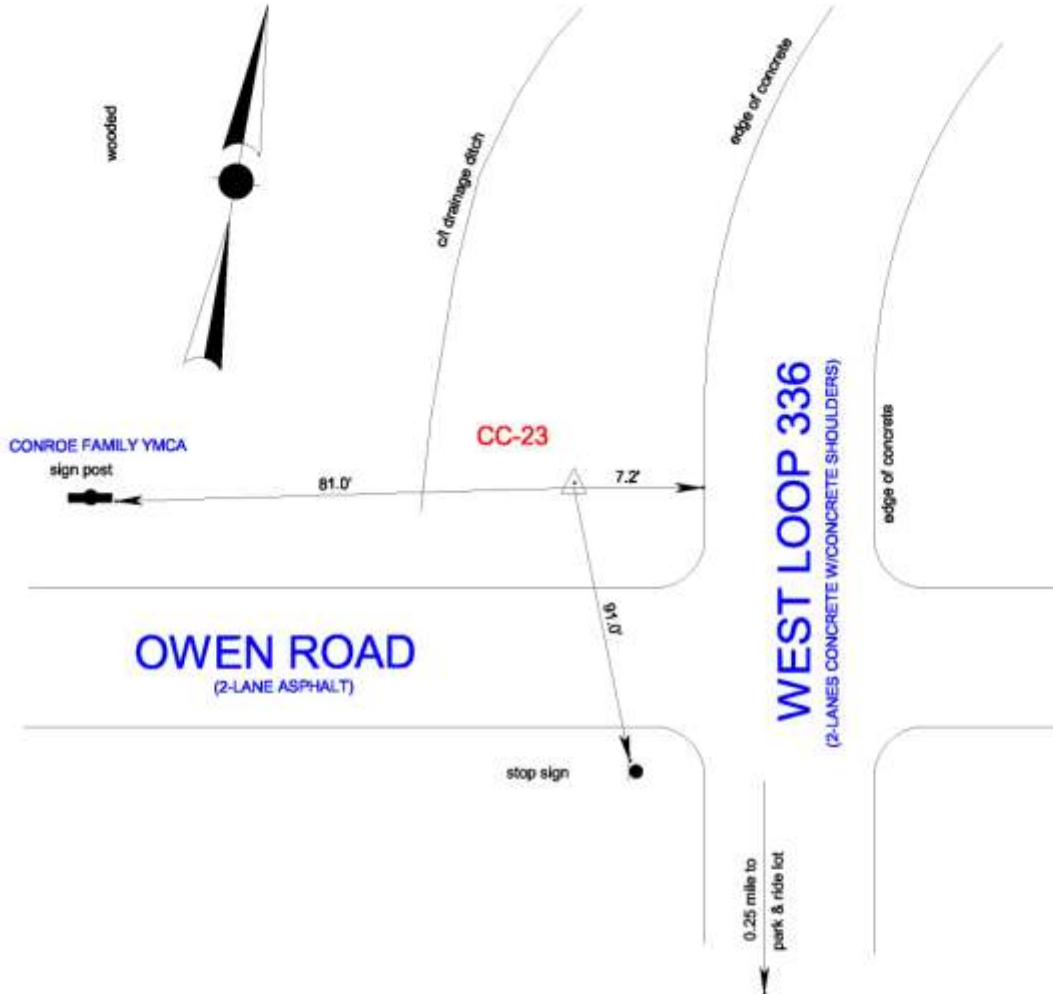 wooded
c/l drainage ditch
edge of concrete
CC-23
CONROE FAMILY YMCA
sign post
81.0'
7.2'
91.0'
WEST LOOP 336
(2-LANES CONCRETE W/CONCRETE SHOULDERS)
edge of concrete
OWEN ROAD
(2-LANE ASPHALT)
stop sign
0.25 mile to
park & ride lot